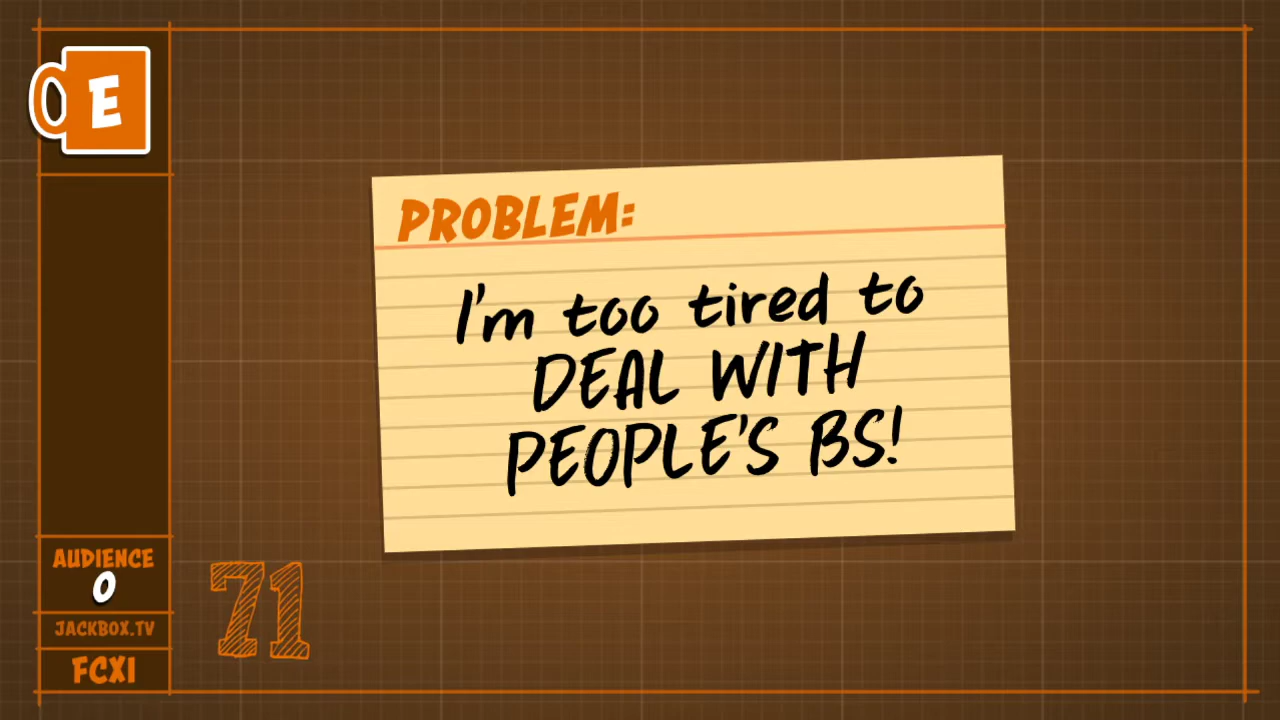 E
PROBLEM:
I'm too tired to
DEAL WITH
PEOPLE'S BS!
AUDIENCE
0
JACKBOX.TV
FCXI
71